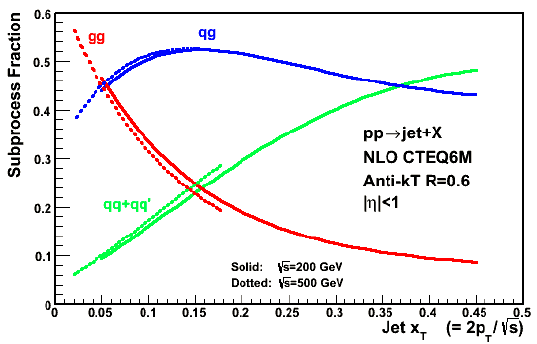 Subprocess Fraction
0.6
0.5
0.4
0.3
0.2
0.1
0
gg
qg
qq+qq'
pp→jet+X
NLO CTEQ6M
Anti-kT R=0.6
|η|<1
Solid: √s=200 GeV
Dotted: √s=500 GeV
0 0.05 0.1 0.15 0.2 0.25 0.3 0.35 0.4 0.45 0.5
Jet x_T (= 2p_T/√s)